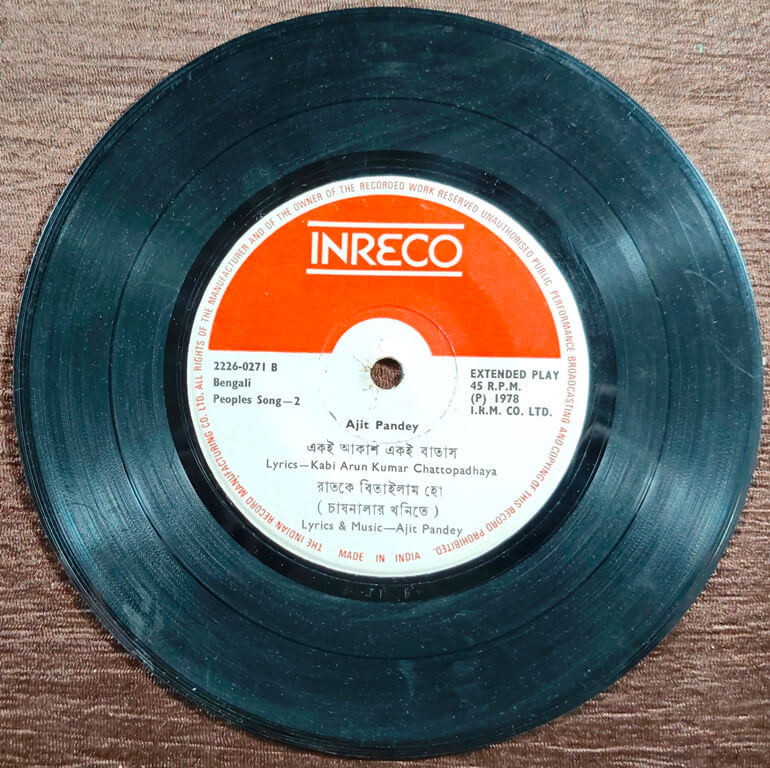 THE INDIAN RECORD MANUFACTURING CO. LTD. ALL RIGHTS OF THE MANUFACTURER AND OF THE OWNER OF THE RECORDED WORK RESERVED UNAUTHORISED PUBLIC PERFORMANCE BROADCASTING AND COPYING OF THIS RECORD PROHIBITED.
INRECO
2226-0271 B
Bengali
Peoples Song—2
EXTENDED PLAY
45 R.P.M.
(P) 1978
I.R.M. CO. LTD.
Ajit Pandey
একই আকাশ একই বাতাস
Lyrics—Kabi Arun Kumar Chattopadhaya
রাতকে বিতাইলাম হো
( চাষনালার খনিতে )
Lyrics & Music—Ajit Pandey
MADE IN INDIA